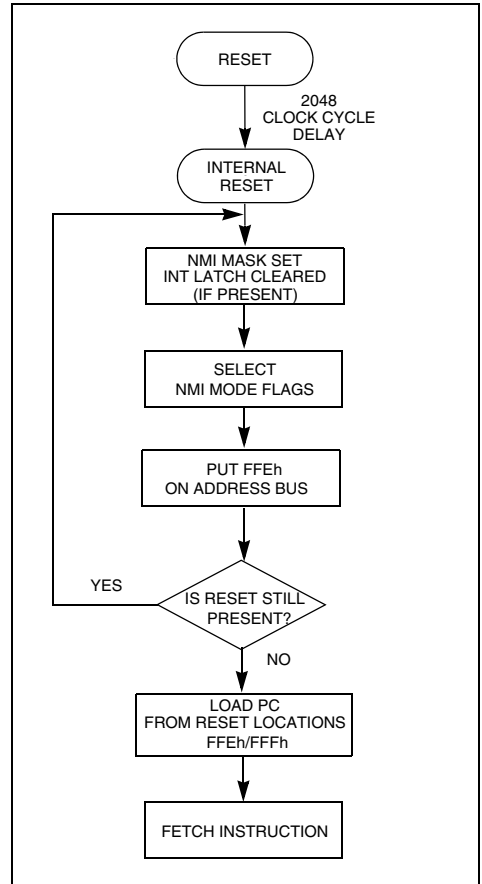 RESET
2048
CLOCK CYCLE
DELAY
INTERNAL
RESET
NMI MASK SET
INT LATCH CLEARED
(IF PRESENT)
SELECT
NMI MODE FLAGS
PUT FFEh
ON ADDRESS BUS
YES
IS RESET STILL
PRESENT?
NO
LOAD PC
FROM RESET LOCATIONS
FFEh/FFFh
FETCH INSTRUCTION